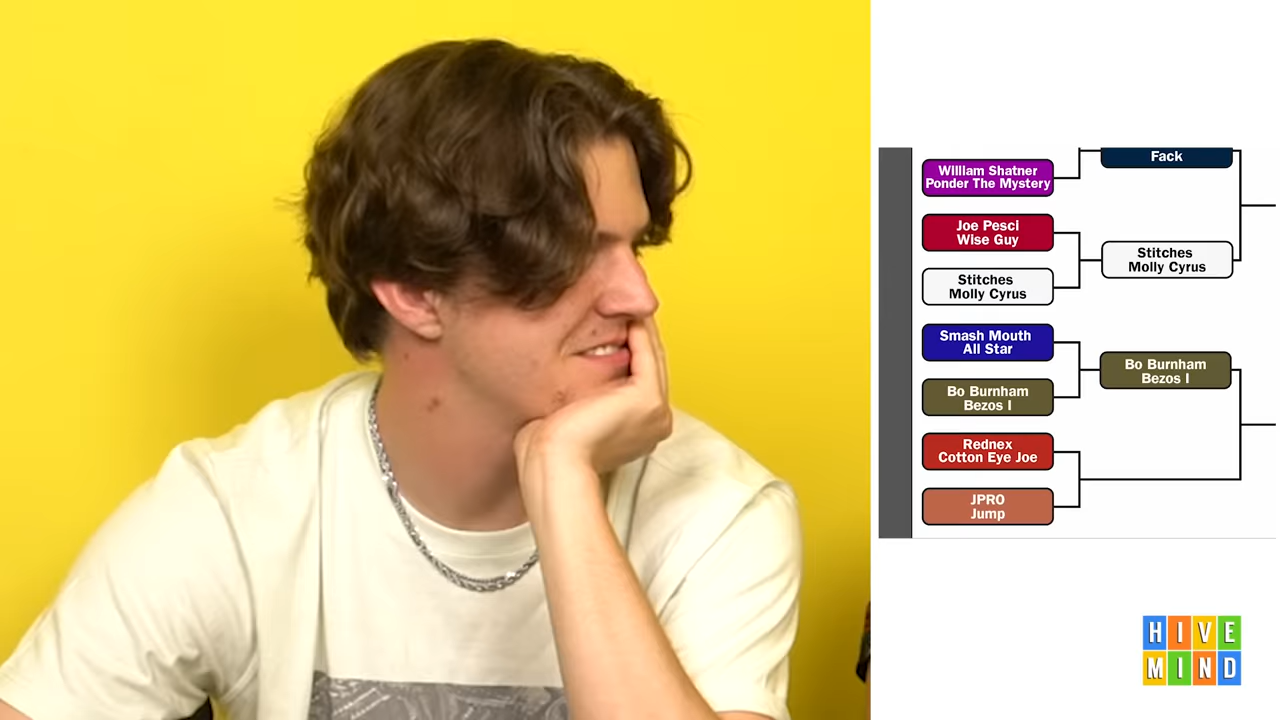 Fack
William Shatner
Ponder The Mystery
Joe Pesci
Wise Guy
Stitches
Molly Cyrus
Stitches
Molly Cyrus
Smash Mouth
All Star
Bo Burnham
Bezos I
Bo Burnham
Bezos I
Rednex
Cotton Eye Joe
JPRO
Jump
HIVE
MIND